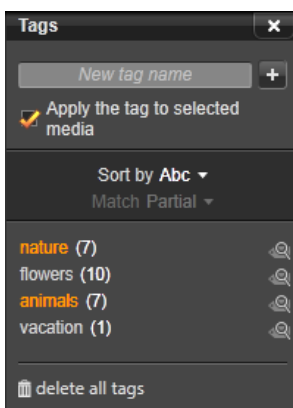 Tags
New tag name
Apply the tag to selected
media
Sort by Abc
Match Partial
nature (7)
flowers (10)
animals (7)
vacation (1)
delete all tags